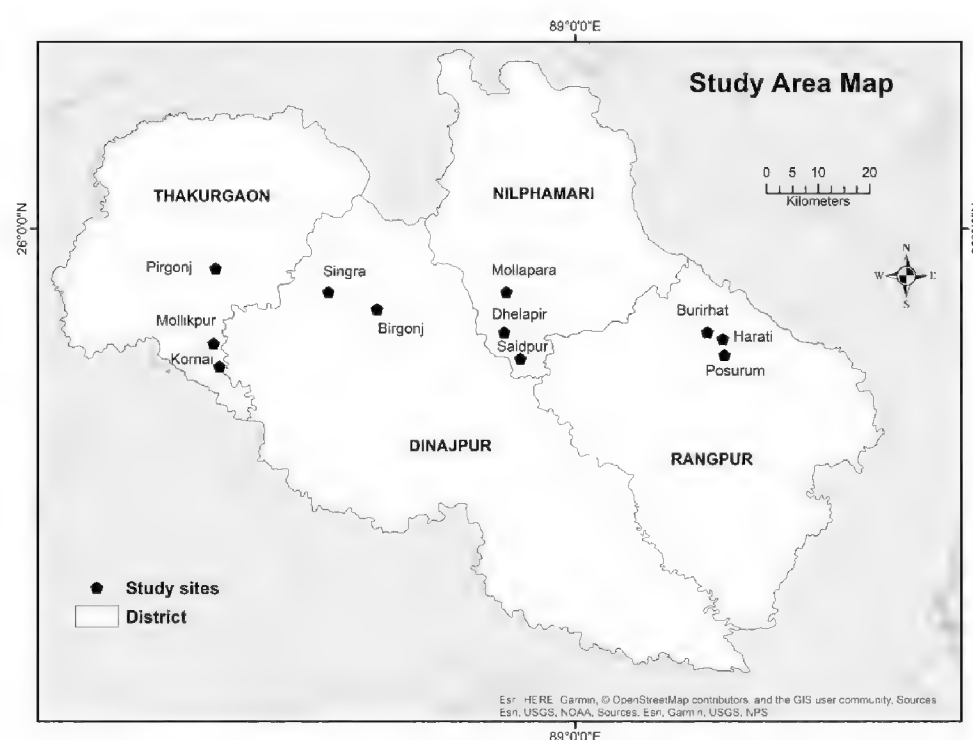 89°0'0"E
Study Area Map
0 5 10 20
Kilometers
THAKURGAON
NILPHAMARI
26°0'0"N
N
W E
S
Pirgonj
Singra
Mollapara
Mollikpur
Birgonj
Dhelapir
Burirhat
Kornai
Saidpur
Harati
Posurum
DINAJPUR
RANGPUR
Study sites
District
Esri, HERE, Garmin, © OpenStreetMap contributors, and the GIS user community, Sources
Esri, USGS, NOAA, Sources, Esri, Garmin, USGS, NPS
89°0'0"E